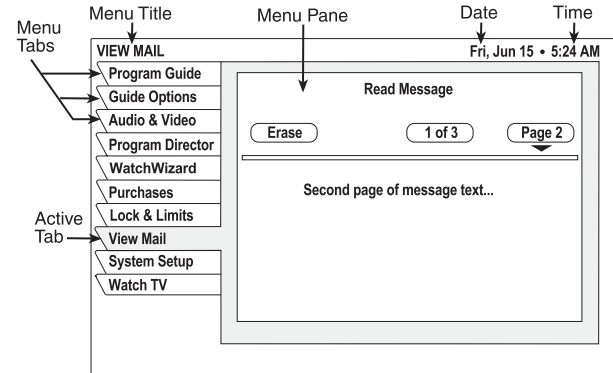 Menu Title
Menu Pane
Date
Time
Menu
Tabs
VIEW MAIL
Fri, Jun 15 • 5:24 AM
Program Guide
Guide Options
Audio & Video
Program Director
WatchWizard
Purchases
Lock & Limits
Active
Tab
View Mail
System Setup
Watch TV
Read Message
Erase
1 of 3
Page 2
Second page of message text...